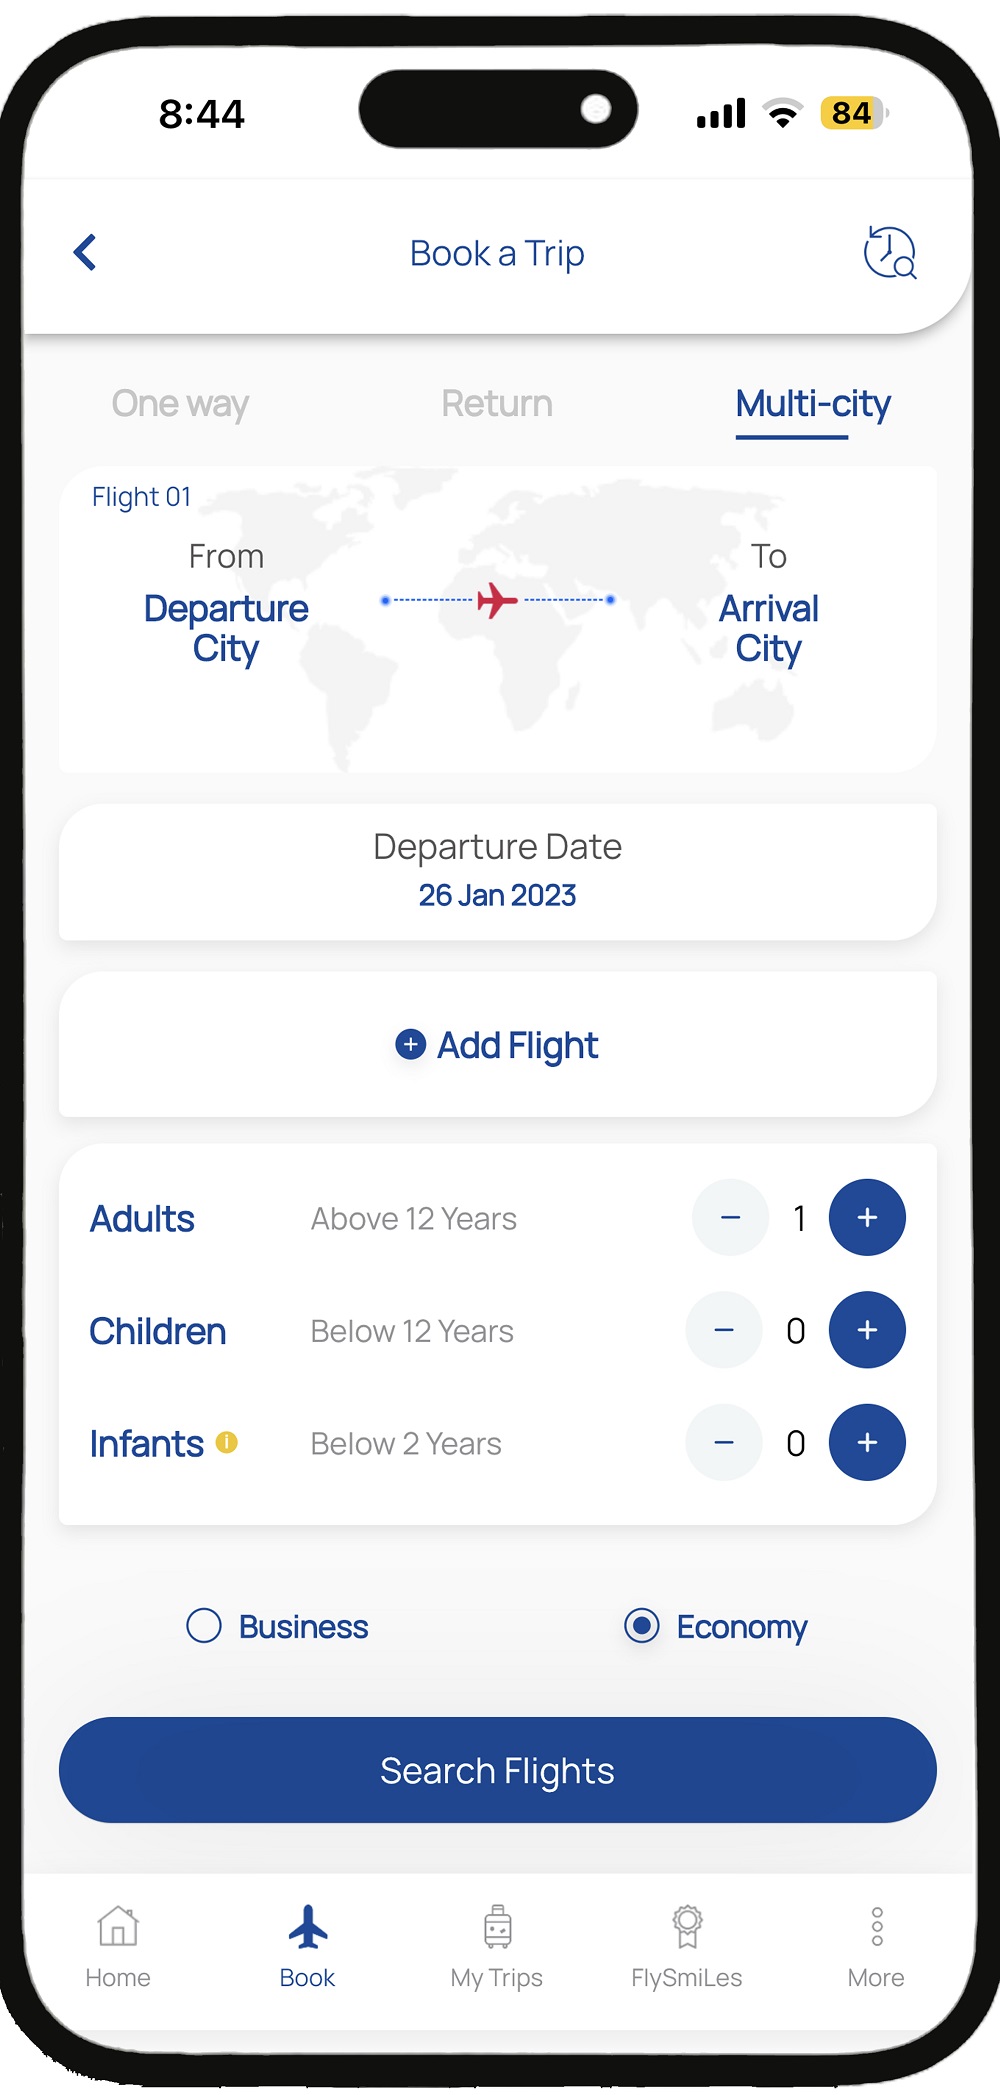 8:44
84
Book a Trip
One way
Return
Multi-city
Flight 01
From
To
Departure
City
Arrival
City
Departure Date
26 Jan 2023
Add Flight
Adults
Above 12 Years
1
Children
Below 12 Years
0
Infants
Below 2 Years
0
Business
Economy
Search Flights
Home
Book
My Trips
FlySmiLes
More